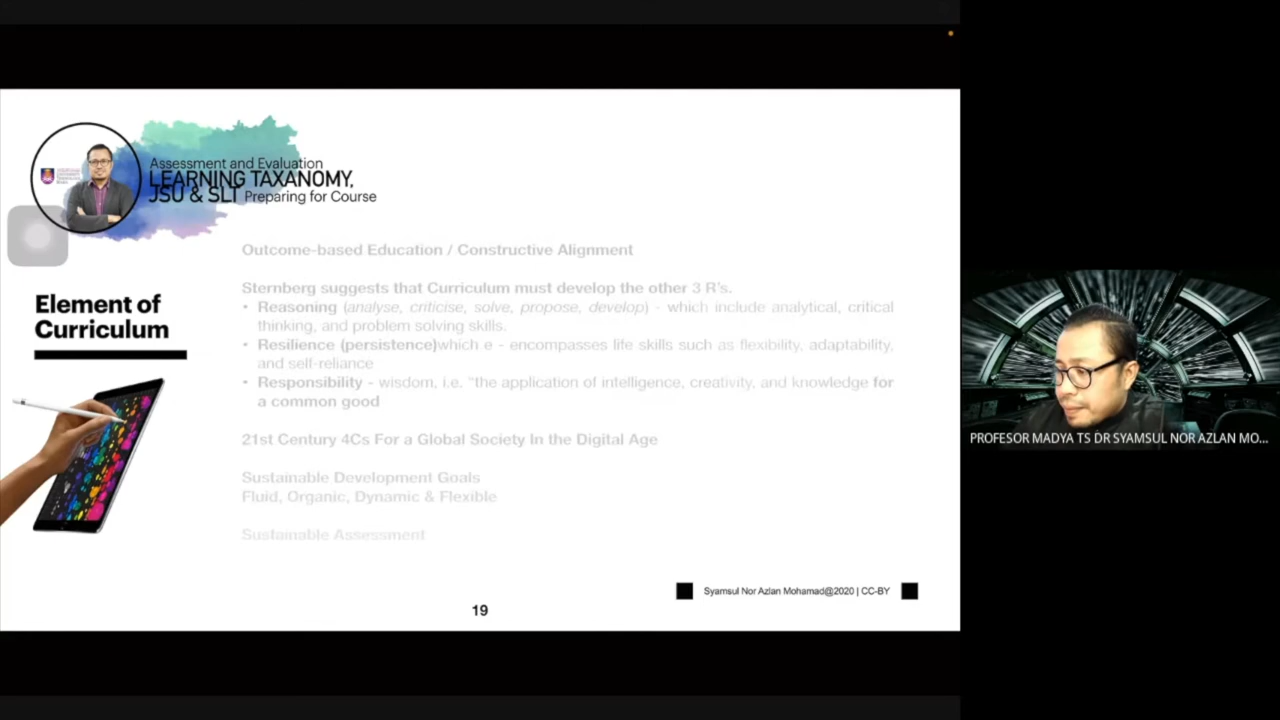 Assessment and Evaluation
LEARNING TAXANOMY,
JSU & SLT Preparing for Course
Outcome-based Education / Constructive Alignment
Sternberg suggests that Curriculum must develop the other 3 R's.
• Reasoning (analyse, criticise, solve, propose, develop) - which include analytical, critical
thinking, and problem solving skills.
• Resilience (persistence)which e - encompasses life skills such as flexibility, adaptability,
and self-reliance
• Responsibility - wisdom, i.e. "the application of intelligence, creativity, and knowledge for
a common good
21st Century 4Cs For a Global Society In the Digital Age
Sustainable Development Goals
Fluid, Organic, Dynamic & Flexible
Sustainable Assessment
Element of
Curriculum
Syamsul Nor Azlan Mohamad@2020 | CC-BY
19
PROFESOR MADYA TS DR SYAMSUL NOR AZLAN MO...